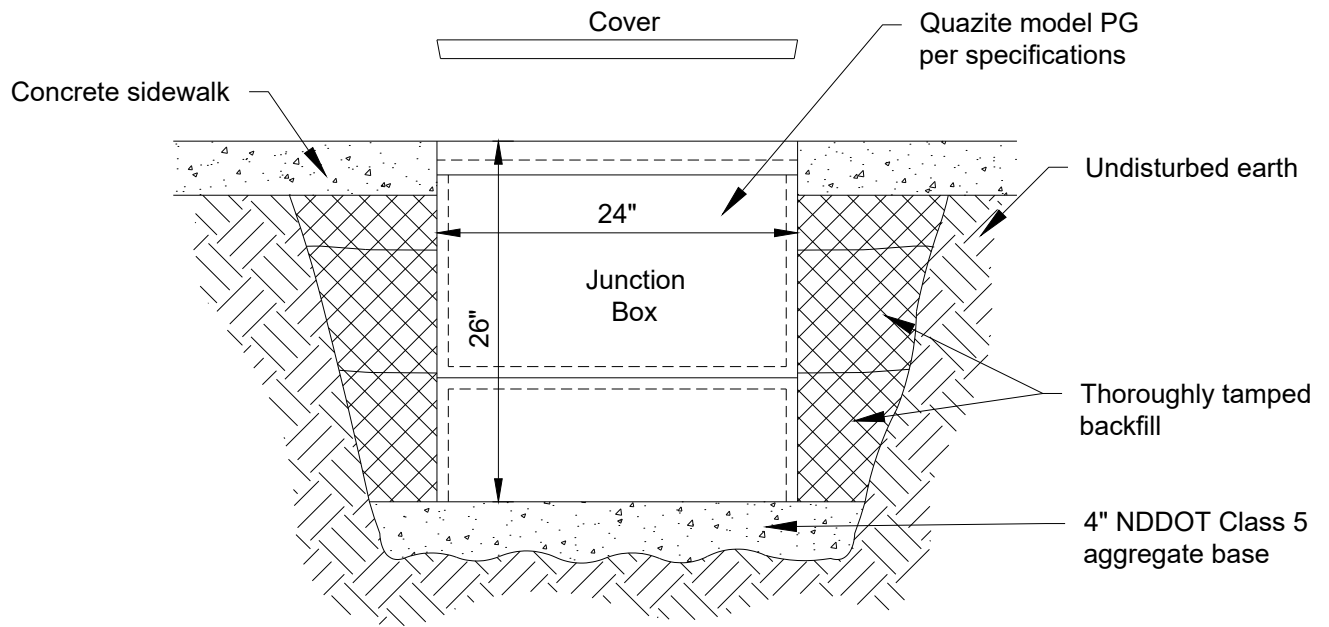 Cover
Quazite model PG
per specifications
Concrete sidewalk
Undisturbed earth
24"
Junction
Box
26"
Thoroughly tamped
backfill
4" NDDOT Class 5
aggregate base